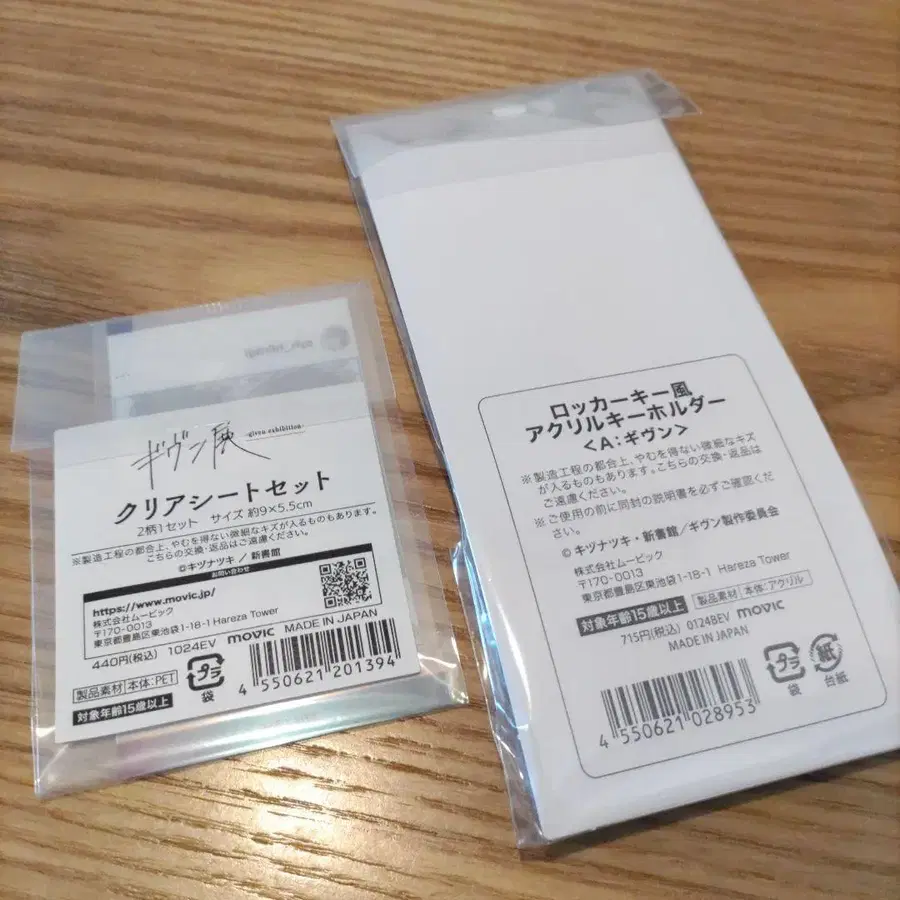 ギヴン展
-given exhibition-
クリアシートセット
2柄1セット サイズ 約9×5.5cm
※製造工程の都合上、やむを得ない微細なキズが入るものもあります。
こちらの交換・返品はご遠慮ください。
©キヅナツキ / 新書館
お問い合わせ
https://www.movic.jp/
株式会社ムービック
〒170-0013
東京都豊島区東池袋1-18-1 Hareza Tower
440円(税込) 1024EV movic MADE IN JAPAN
製品素材 本体:PET
対象年齢15歳以上
プラ
袋
4 550621 201394
ロッカーキー風
アクリルキーホルダー
<A:ギヴン>
※製造工程の都合上、やむを得ない微細なキズ
が入るものもあります。こちらの交換・返品は
ご遠慮ください。
※ご使用の前に同封の説明書を必ずご確認くだ
さい。
© キヅナツキ・新書館/ギヴン製作委員会
株式会社ムービック
〒170-0013
東京都豊島区東池袋1-18-1 Hareza Tower
対象年齢15歳以上 製品素材 本体:アクリル
715円(税込) 0124BEV movic
MADE IN JAPAN
プラ
袋
紙
台紙
4 550621 028953